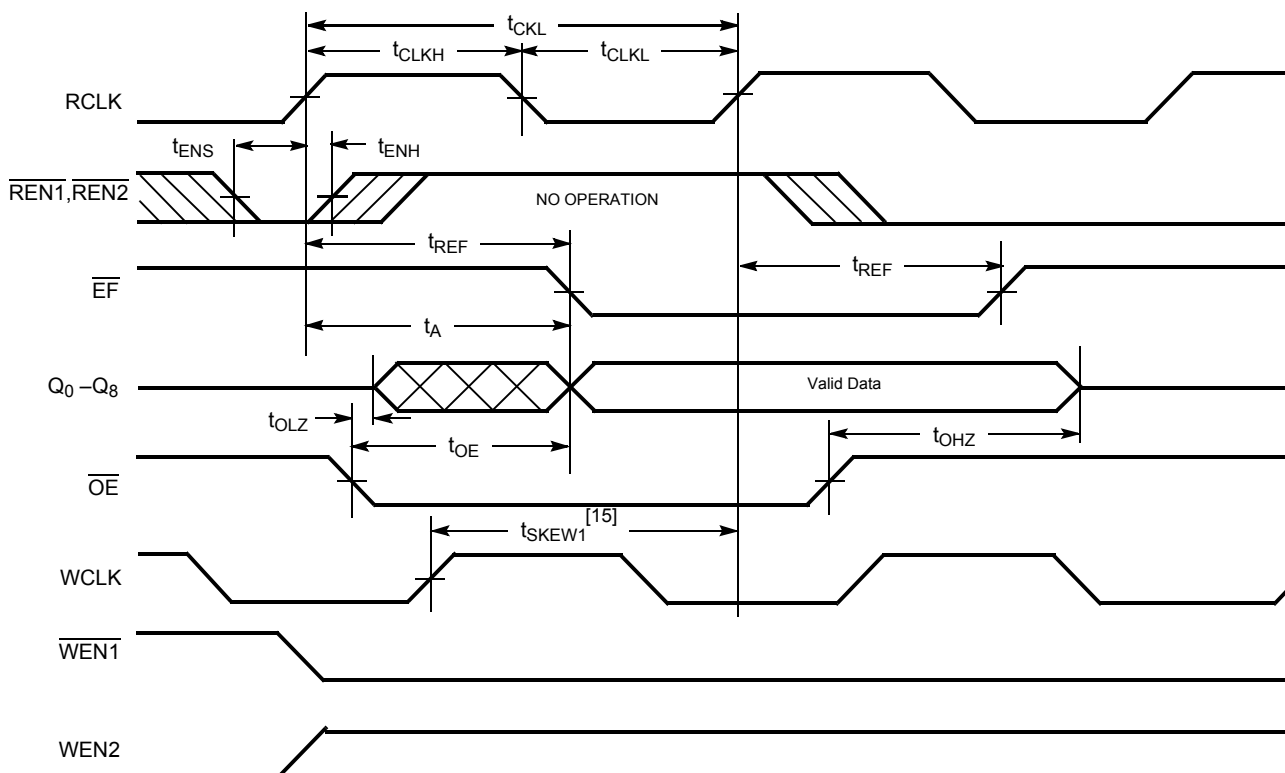 tCKL
tCLKH
tCLKL
RCLK
tENS
tENH
REN1,REN2
NO OPERATION
tREF
tREF
EF
tA
Q0 –Q8
Valid Data
tOLZ
tOE
tOHZ
OE
tSKEW1[15]
WCLK
WEN1
WEN2